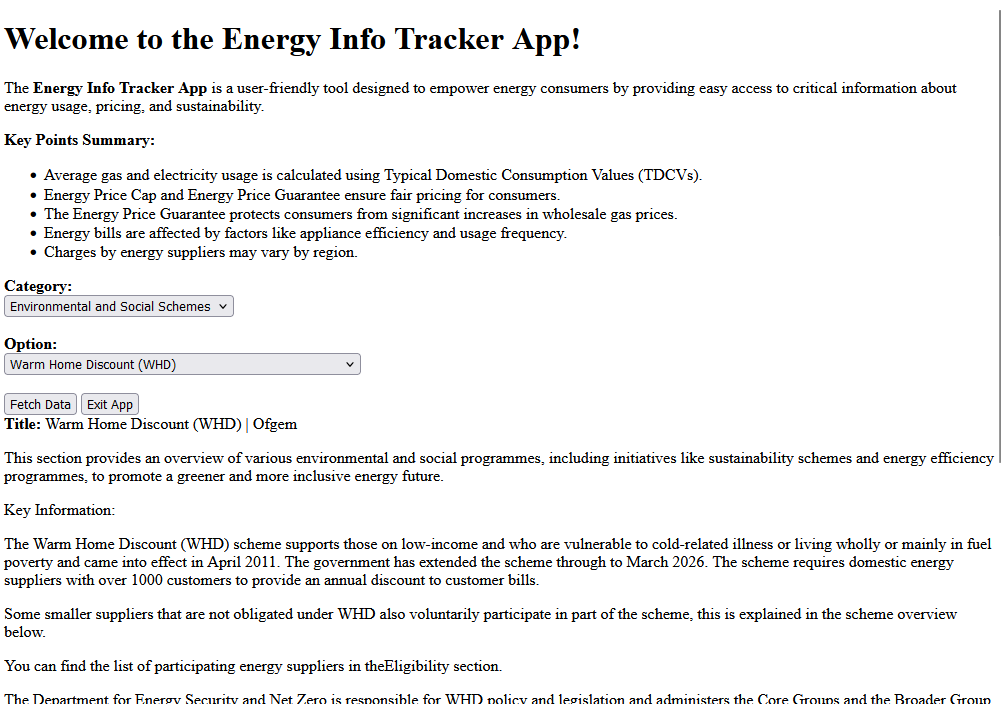 Welcome to the Energy Info Tracker App!
The Energy Info Tracker App is a user-friendly tool designed to empower energy consumers by providing easy access to critical information about
energy usage, pricing, and sustainability.
Key Points Summary:
• Average gas and electricity usage is calculated using Typical Domestic Consumption Values (TDCVs).
• Energy Price Cap and Energy Price Guarantee ensure fair pricing for consumers.
• The Energy Price Guarantee protects consumers from significant increases in wholesale gas prices.
• Energy bills are affected by factors like appliance efficiency and usage frequency.
• Charges by energy suppliers may vary by region.
Category:
Environmental and Social Schemes
Option:
Warm Home Discount (WHD)
Fetch Data Exit App
Title: Warm Home Discount (WHD) | Ofgem
This section provides an overview of various environmental and social programmes, including initiatives like sustainability schemes and energy efficiency
programmes, to promote a greener and more inclusive energy future.
Key Information:
The Warm Home Discount (WHD) scheme supports those on low-income and who are vulnerable to cold-related illness or living wholly or mainly in fuel
poverty and came into effect in April 2011. The government has extended the scheme through to March 2026. The scheme requires domestic energy
suppliers with over 1000 customers to provide an annual discount to customer bills.
Some smaller suppliers that are not obligated under WHD also voluntarily participate in part of the scheme, this is explained in the scheme overview
below.
You can find the list of participating energy suppliers in theEligibility section.
The Department for Energy Security and Net Zero is responsible for WHD policy and legislation and administers the Core Groups and the Broader Group